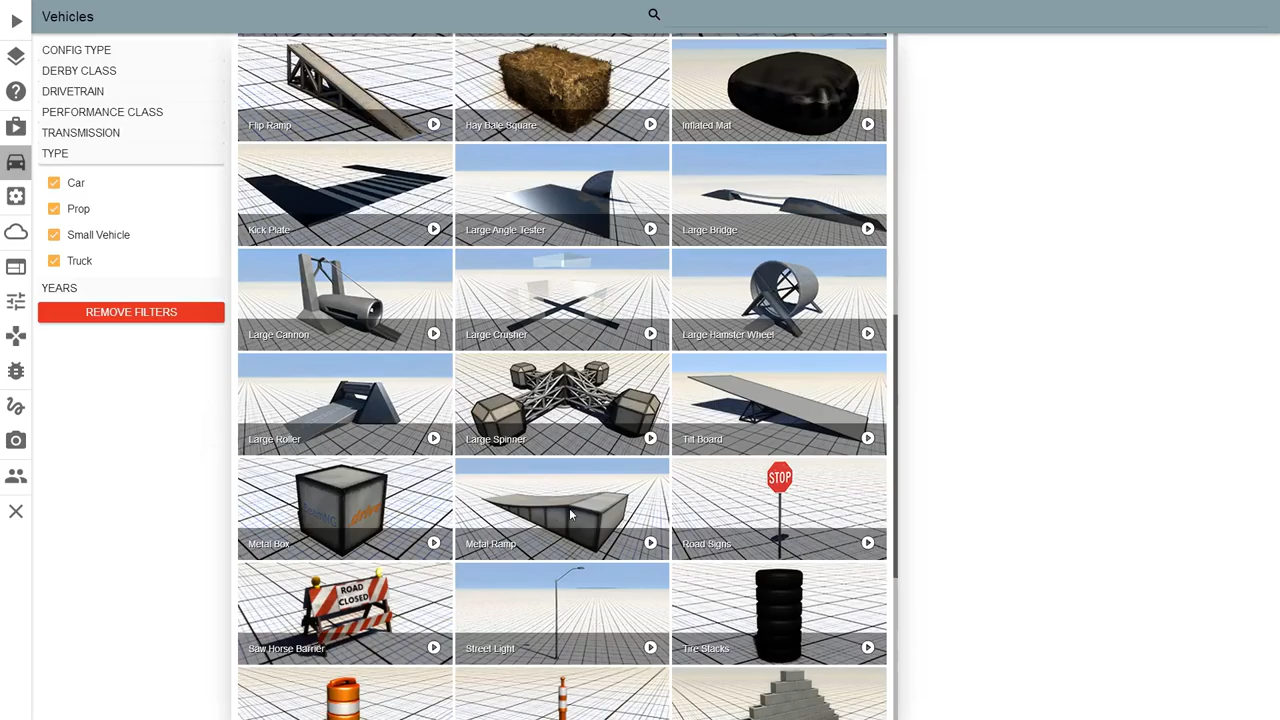 Vehicles
CONFIG TYPE
DERBY CLASS
DRIVETRAIN
PERFORMANCE CLASS
TRANSMISSION
TYPE
Car
Prop
Small Vehicle
Truck
YEARS
REMOVE FILTERS
Flip Ramp
Hay Bale Square
Inflated Mat
Kick Plate
Large Angle Tester
Large Bridge
Large Cannon
Large Crusher
Large Hamster Wheel
Large Roller
Large Spinner
Tilt Board
BeamNG
drive
Metal Box
Metal Ramp
STOP
Road Signs
ROAD
CLOSED
Saw Horse Barrier
Street Light
Tire Stacks